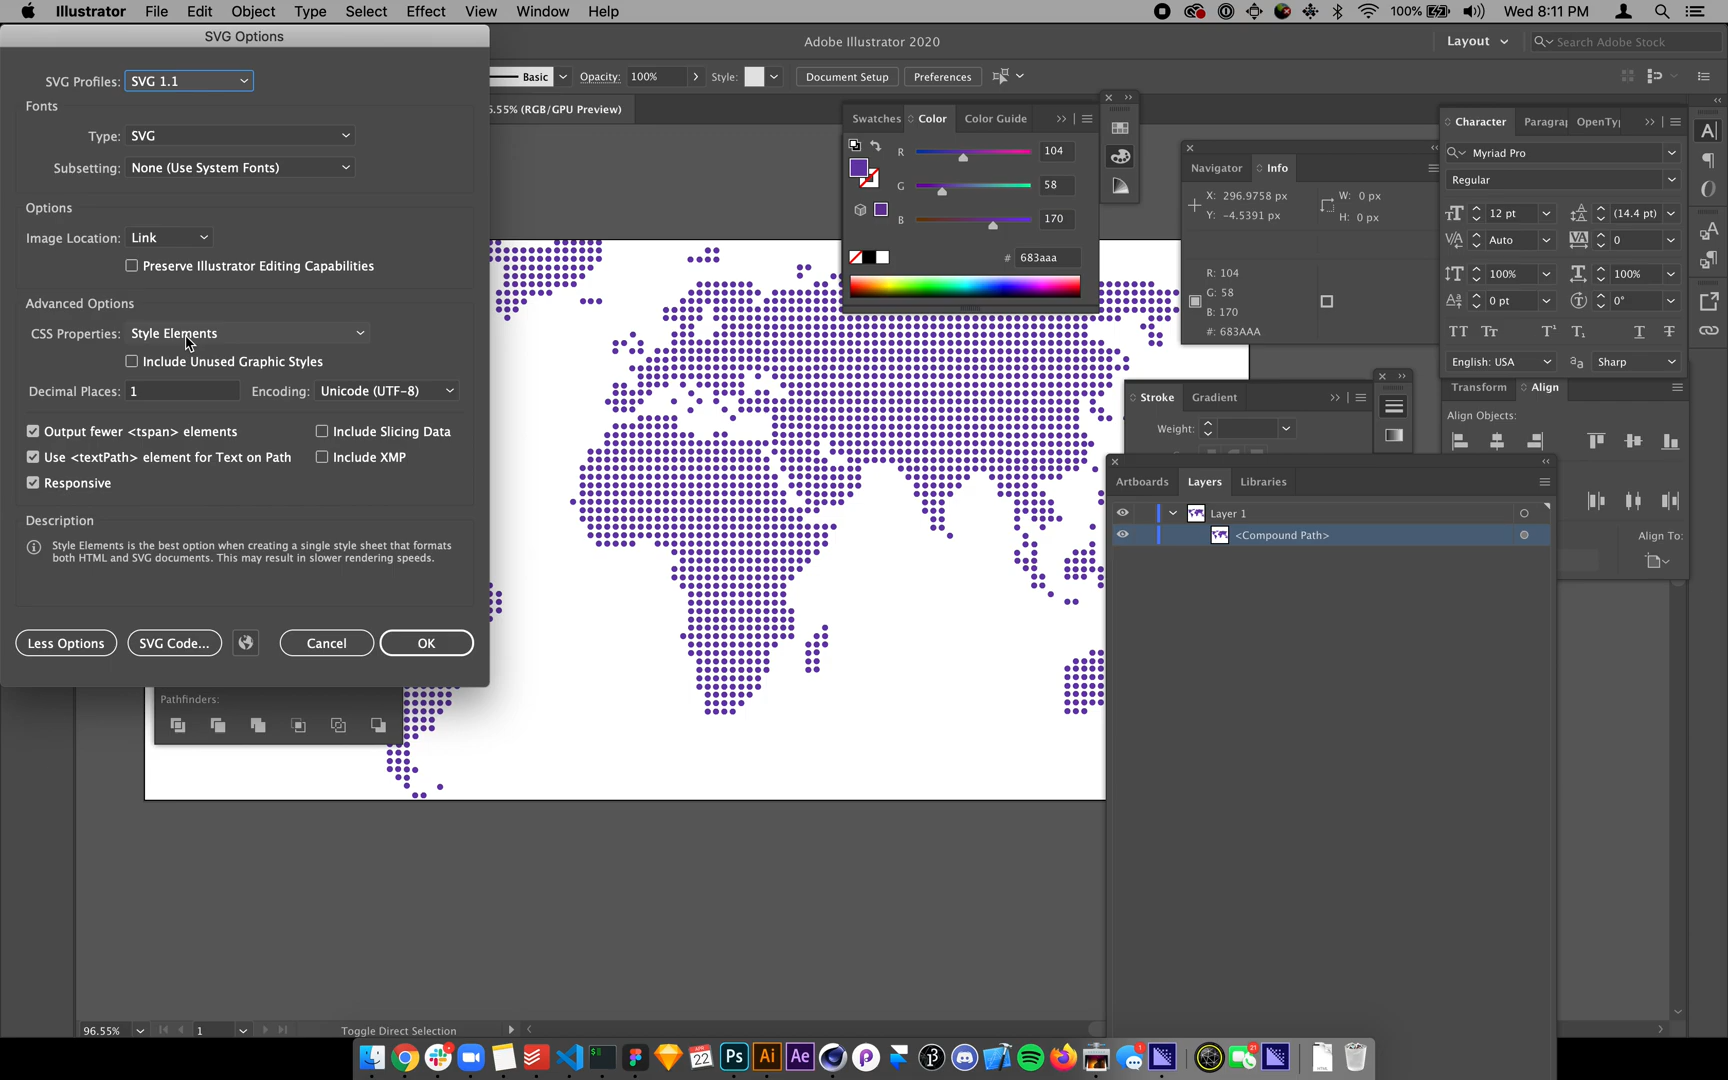 Illustrator File Edit Object Type Select Effect View Window Help 100% Wed 8:11 PM
SVG Options
Adobe Illustrator 2020
Layout
Search Adobe Stock
SVG Profiles: SVG 1.1
Basic
Opacity: 100%
Style:
Document Setup
Preferences
Fonts
5.55% (RGB/GPU Preview)
Type: SVG
Subsetting: None (Use System Fonts)
Options
Image Location: Link
Preserve Illustrator Editing Capabilities
Advanced Options
CSS Properties: Style Elements
Include Unused Graphic Styles
Decimal Places: 1
Encoding: Unicode (UTF-8)
Output fewer <tspan> elements
Include Slicing Data
Use <textPath> element for Text on Path
Include XMP
Responsive
Description
Style Elements is the best option when creating a single style sheet that formats
both HTML and SVG documents. This may result in slower rendering speeds.
Less Options
SVG Code...
Cancel
OK
Pathfinders:
Swatches Color Color Guide
R 104
G 58
B 170
# 683aaa
Navigator Info
X: 296.9758 px
Y: -4.5391 px
W: 0 px
H: 0 px
R: 104
G: 58
B: 170
#: 683AAA
Character Paragraph OpenTy
Myriad Pro
Regular
12 pt
(14.4 pt)
Auto
0
100%
100%
0 pt
0°
English: USA
Sharp
Transform Align
Align Objects:
Align To:
Stroke Gradient
Weight:
Artboards Layers Libraries
Layer 1
<Compound Path>
96.55%
1
Toggle Direct Selection
APR
22
Ps
Ai
Ae
21
1
HTML